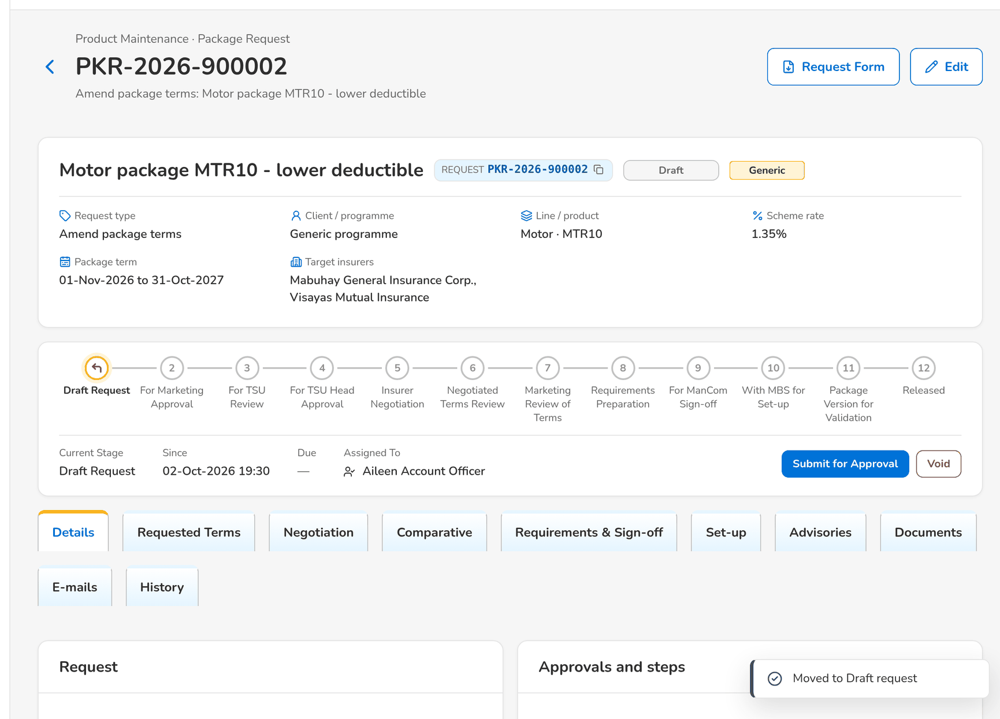 Product Maintenance · Package Request
PKR-2026-900002
Amend package terms: Motor package MTR10 - lower deductible
Request Form
Edit
Motor package MTR10 - lower deductible
REQUEST PKR-2026-900002
Draft
Generic
Request type
Amend package terms
Client / programme
Generic programme
Line / product
Motor · MTR10
Scheme rate
1.35%
Package term
01-Nov-2026 to 31-Oct-2027
Target insurers
Mabuhay General Insurance Corp.,
Visayas Mutual Insurance
Draft Request
2
For Marketing
Approval
3
For TSU
Review
4
For TSU Head
Approval
5
Insurer
Negotiation
6
Negotiated
Terms Review
7
Marketing
Review of
Terms
8
Requirements
Preparation
9
For ManCom
Sign-off
10
With MBS for
Set-up
11
Package
Version for
Validation
12
Released
Current Stage
Draft Request
Since
02-Oct-2026 19:30
Due
—
Assigned To
Aileen Account Officer
Submit for Approval
Void
Details
Requested Terms
Negotiation
Comparative
Requirements & Sign-off
Set-up
Advisories
Documents
E-mails
History
Request
Approvals and steps
Moved to Draft request